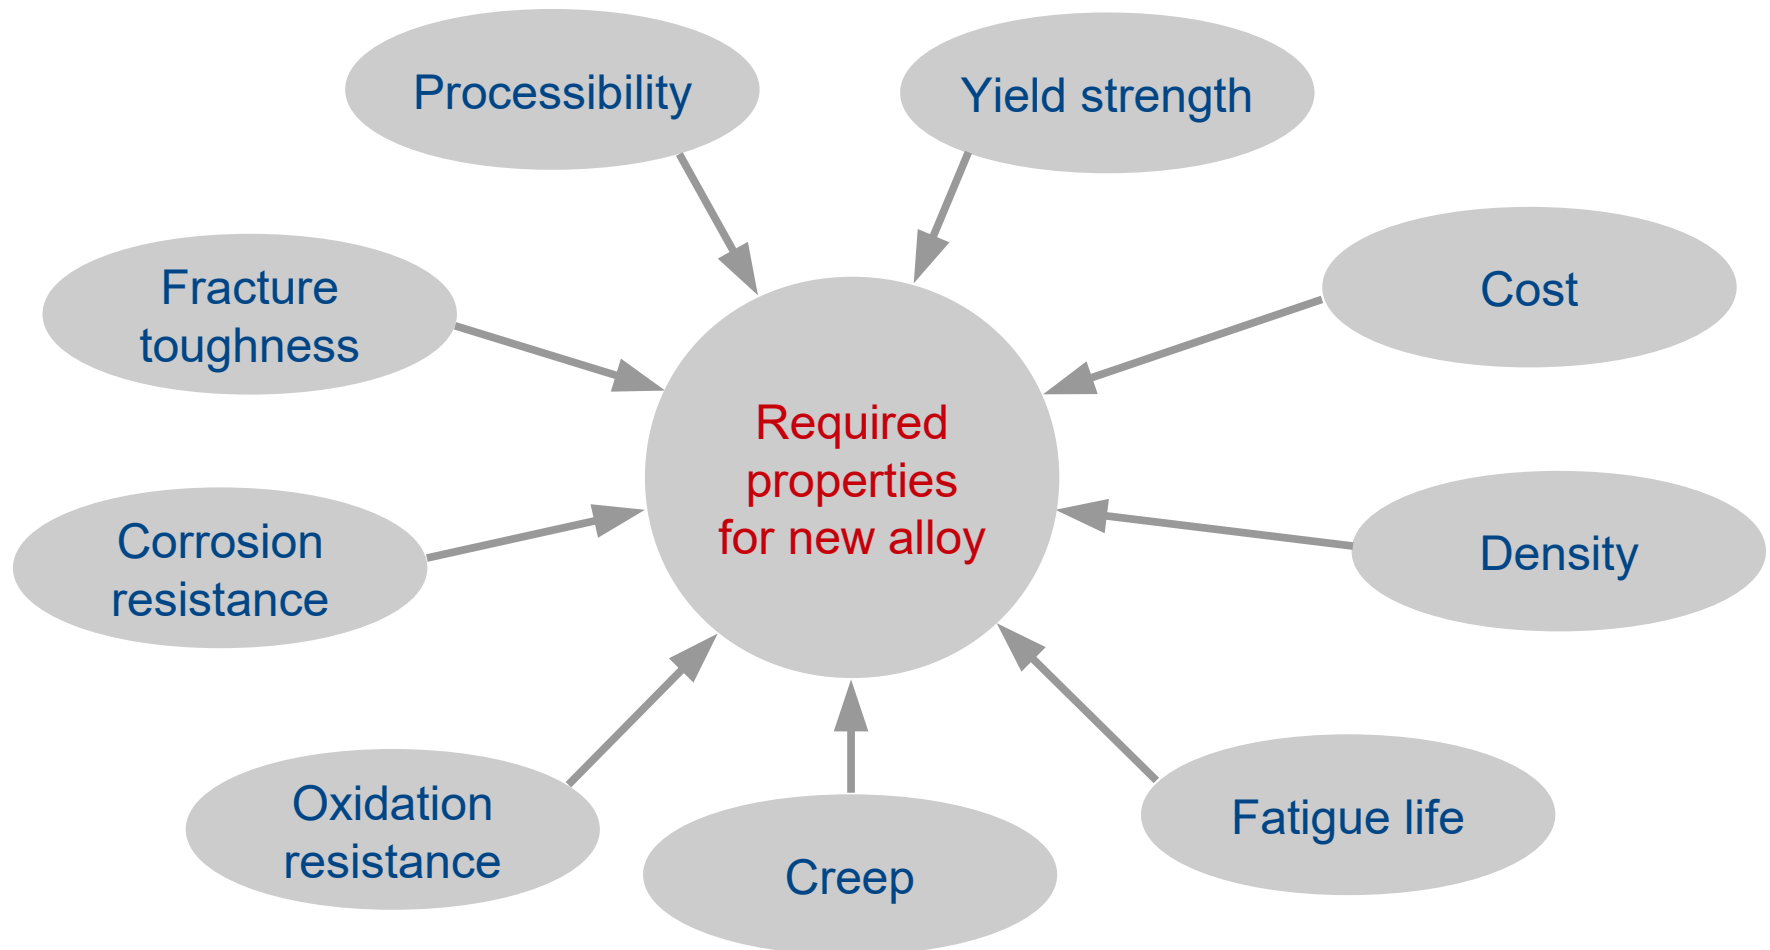 Processibility
Yield strength
Fracture
toughness
Cost
Required
properties
for new alloy
Corrosion
resistance
Density
Oxidation
resistance
Creep
Fatigue life